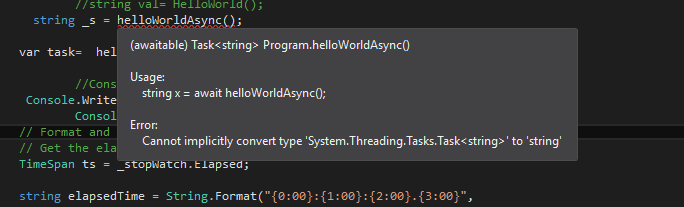 //string val= HelloWorld();
string _s = helloWorldAsync();
(awaitable) Task<string> Program.helloWorldAsync()
var task= hel
Usage:
string x = await helloWorldAsync();
//Cons
Console.Write
Error:
Consol
Cannot implicitly convert type 'System.Threading.Tasks.Task<string>' to 'string'
// Format and
// Get the ela
TimeSpan ts = _stopWatch.Elapsed;
string elapsedTime = String.Format("{0:00}:{1:00}:{2:00}.{3:00}",